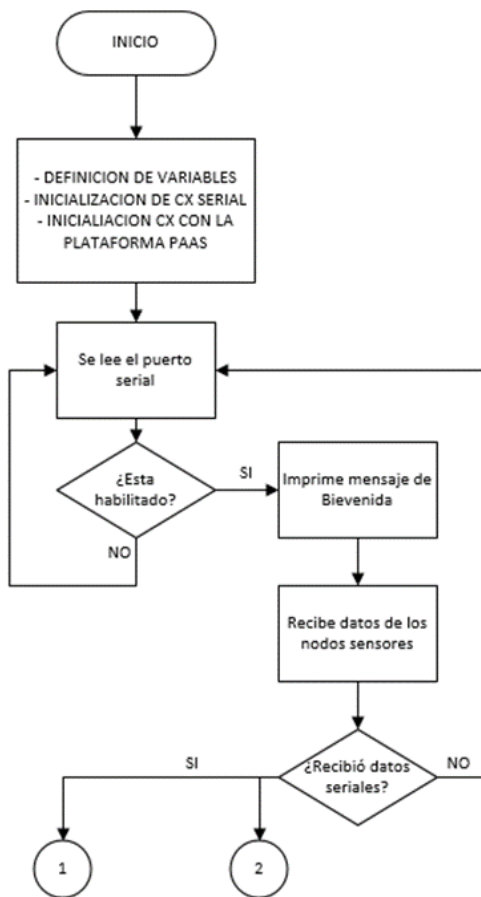 INICIO
- DEFINICION DE VARIABLES
- INICIALIZACION DE CX SERIAL
- INICIALIACION CX CON LA
PLATAFORMA PAAS
Se lee el puerto
serial
¿Esta
habilitado?
SI
NO
Imprime mensaje de
Bievenida
Recibe datos de los
nodos sensores
¿Recibió datos
seriales?
SI
NO
1
2